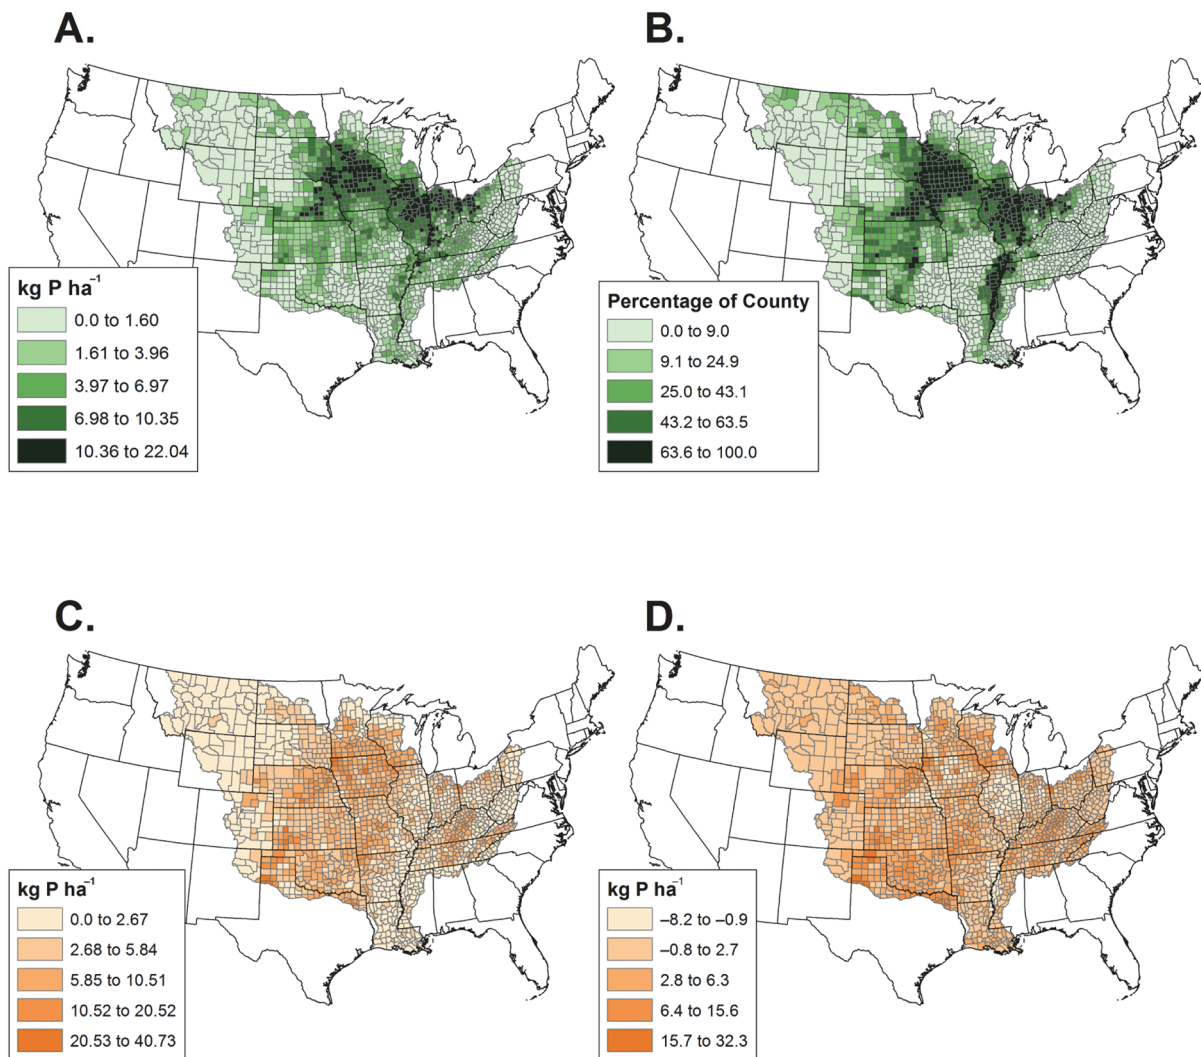 A.
B.
kg P ha⁻¹
0.0 to 1.60
1.61 to 3.96
3.97 to 6.97
6.98 to 10.35
10.36 to 22.04
Percentage of County
0.0 to 9.0
9.1 to 24.9
25.0 to 43.1
43.2 to 63.5
63.6 to 100.0
C.
D.
kg P ha⁻¹
0.0 to 2.67
2.68 to 5.84
5.85 to 10.51
10.52 to 20.52
20.53 to 40.73
kg P ha⁻¹
–8.2 to –0.9
–0.8 to 2.7
2.8 to 6.3
6.4 to 15.6
15.7 to 32.3